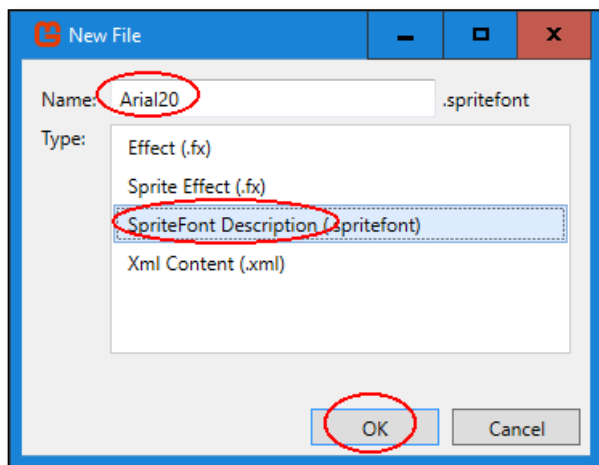 New File
Name: Arial20 .spritefont
Type:
Effect (.fx)
Sprite Effect (.fx)
SpriteFont Description (.spritefont)
Xml Content (.xml)
OK Cancel